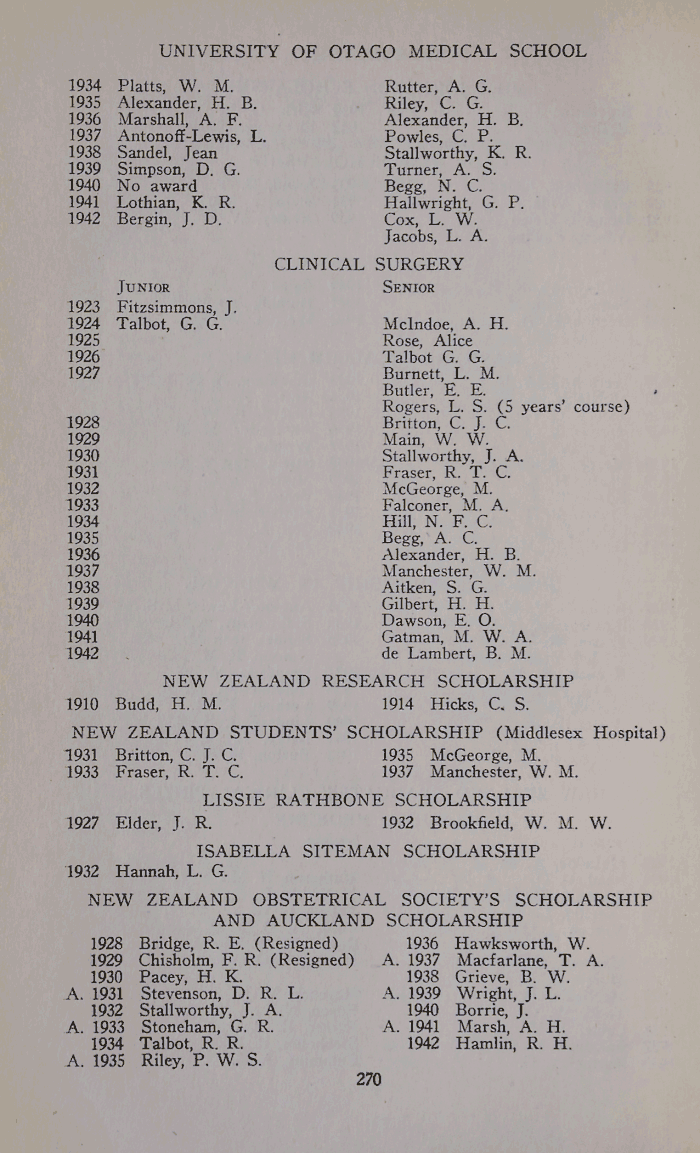 UNIVERSITY OF OTAGO MEDICAL SCHOOL
1934 Platts, W. M. Rutter, A. G.
1935 Alexander, H. B. Riley, C. G.
1936 Marshall, A. F. Alexander, H. B.
1937 Antonoff-Lewis, L. Powles, C. P.
1938 Sandel, Jean Stallworthy, K. R.
1939 Simpson, D. G. Turner, A. S.
1940 No award Begg, N. C.
1941 Lothian, K. R. Hallwright, G. P.
1942 Bergin, J. D. Cox, L. W.
Jacobs, L. A.
CLINICAL SURGERY
JUNIOR SENIOR
1923 Fitzsimmons, J.
1924 Talbot, G. G. McIndoe, A. H.
1925 Rose, Alice
1926 Talbot G. G.
1927 Burnett, L. M.
Butler, E. E.
Rogers, L. S. (5 years' course)
1928 Britton, C. J. C.
1929 Main, W. W.
1930 Stallworthy, J. A.
1931 Fraser, R. T. C.
1932 McGeorge, M.
1933 Falconer, M. A.
1934 Hill, N. F. C.
1935 Begg, A. C.
1936 Alexander, H. B.
1937 Manchester, W. M.
1938 Aitken, S. G.
1939 Gilbert, H. H.
1940 Dawson, E. O.
1941 Gatman, M. W. A.
1942 de Lambert, B. M.
NEW ZEALAND RESEARCH SCHOLARSHIP
1910 Budd, H. M. 1914 Hicks, C. S.
NEW ZEALAND STUDENTS' SCHOLARSHIP (Middlesex Hospital)
1931 Britton, C. J. C. 1935 McGeorge, M.
1933 Fraser, R. T. C. 1937 Manchester, W. M.
LISSIE RATHBONE SCHOLARSHIP
1927 Elder, J. R. 1932 Brookfield, W. M. W.
ISABELLA SITEMAN SCHOLARSHIP
1932 Hannah, L. G.
NEW ZEALAND OBSTETRICAL SOCIETY'S SCHOLARSHIP
AND AUCKLAND SCHOLARSHIP
1928 Bridge, R. E. (Resigned) 1936 Hawksworth, W.
1929 Chisholm, F. R. (Resigned) A. 1937 Macfarlane, T. A.
1930 Pacey, H. K. 1938 Grieve, B. W.
A. 1931 Stevenson, D. R. L. A. 1939 Wright, J. L.
1932 Stallworthy, J. A. 1940 Borrie, J.
A. 1933 Stoneham, G. R. A. 1941 Marsh, A. H.
1934 Talbot, R. R. 1942 Hamlin, R. H.
A. 1935 Riley, P. W. S.
270